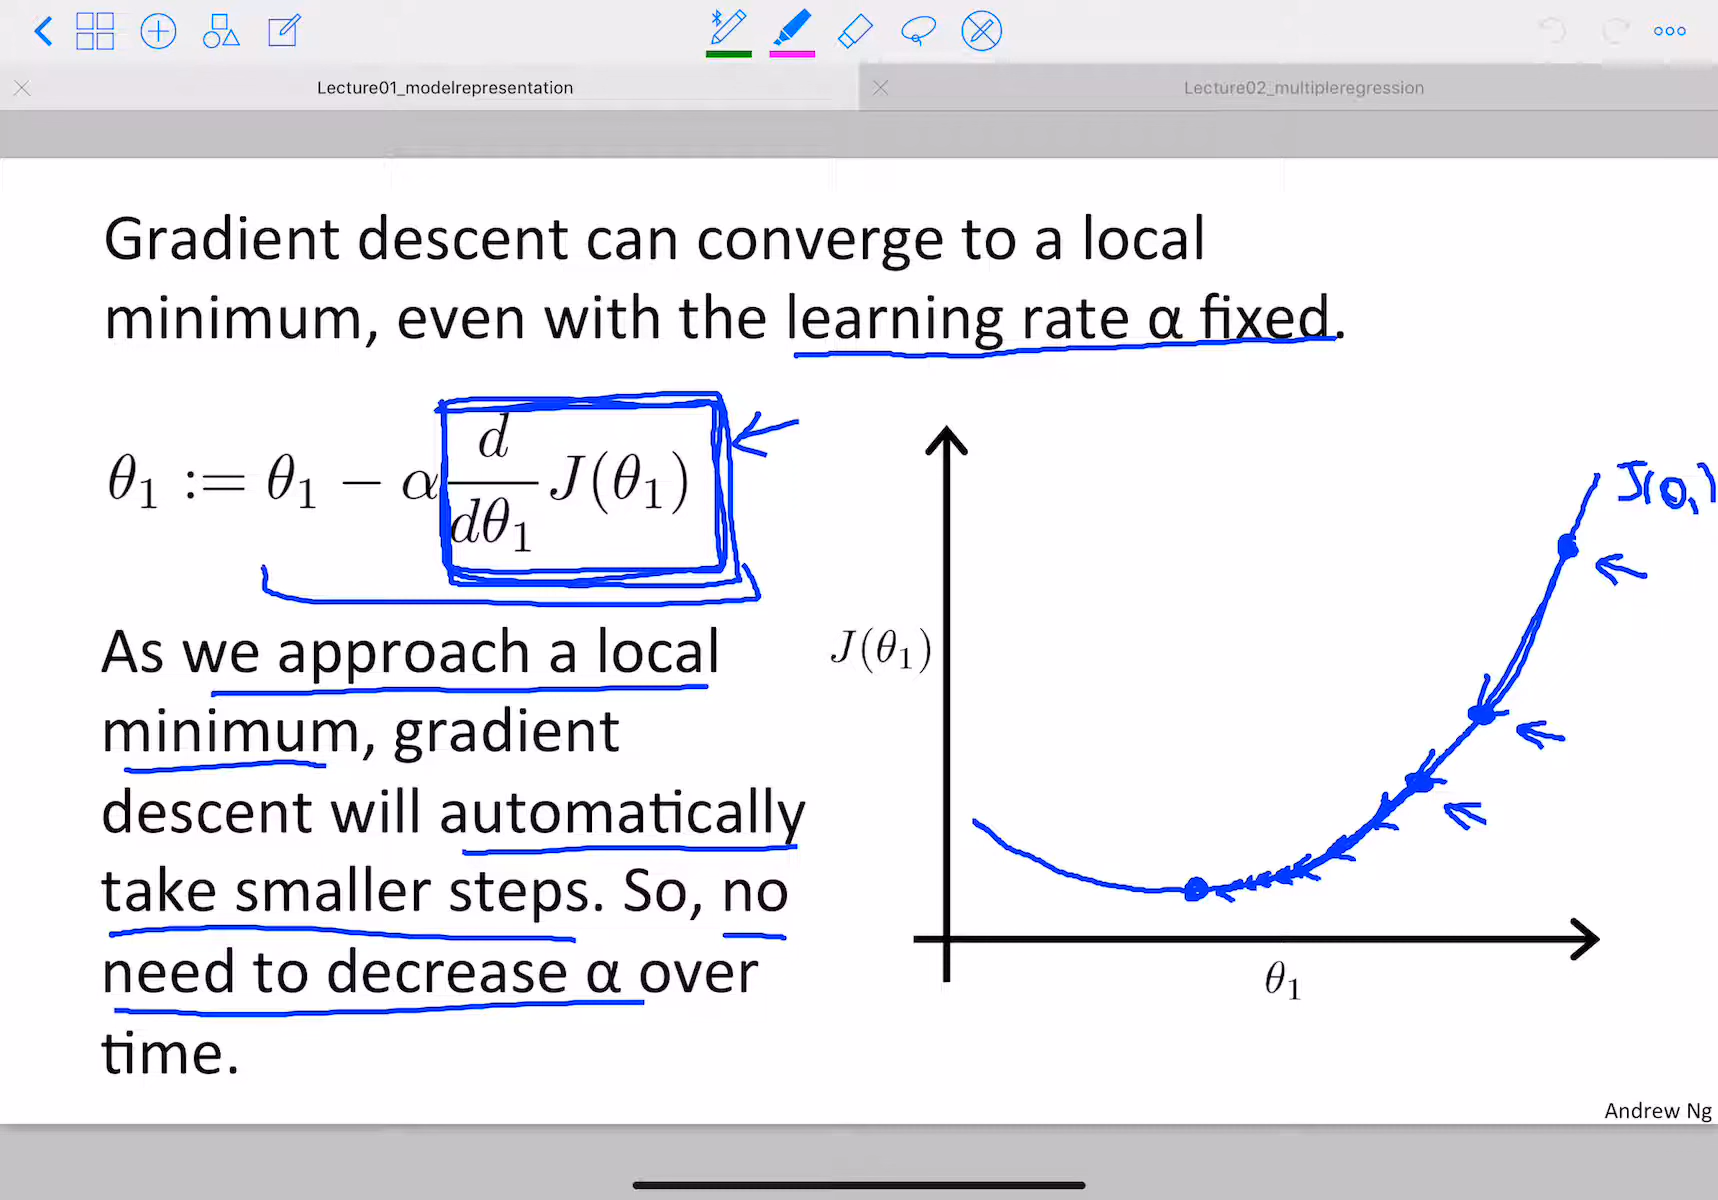 Lecture01_modelrepresentation
Lecture02_multipleregression
Gradient descent can converge to a local
minimum, even with the learning rate α fixed.
θ₁ := θ₁ − α d/dθ₁ J(θ₁)
As we approach a local
minimum, gradient
descent will automatically
take smaller steps. So, no
need to decrease α over
time.
J(θ₁)
J(θ₁)
θ₁
Andrew Ng